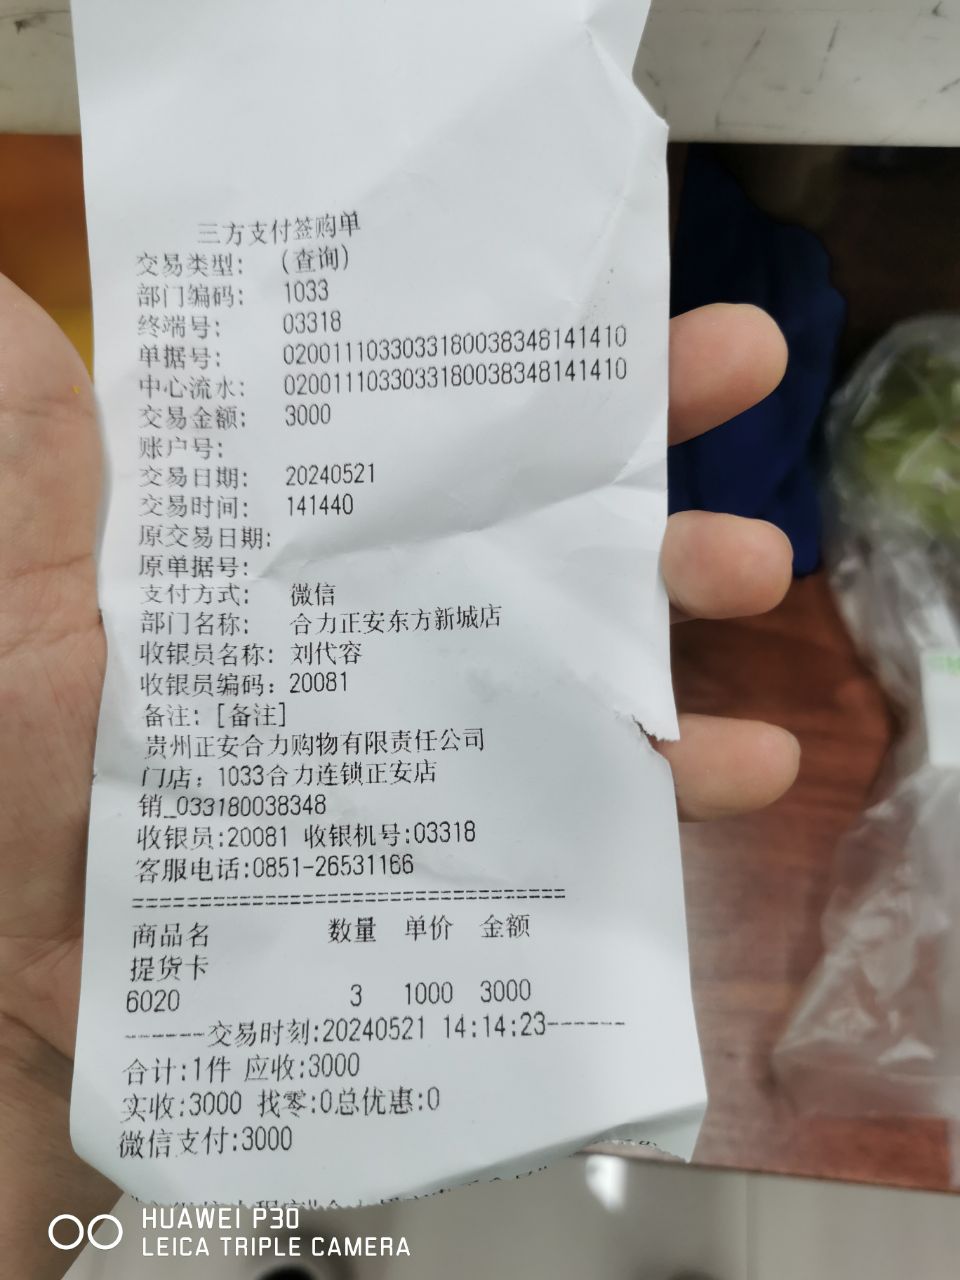 三方支付签购单
交易类型: (查询)
部门编码: 1033
终端号: 03318
单据号: 020011103303318003834814​1410
中心流水: 0200111033033180038348141410
交易金额: 3000
账户号:
交易日期: 20240521
交易时间: 141440
原交易日期:
原单据号:
支付方式: 微信
部门名称: 合力正安东方新城店
收银员名称: 刘代容
收银员编码: 20081
备注: [备注]
贵州正安合力购物有限责任公司
门店: 1033合力连锁正安店
销_033180038348
收银员:20081 收银机号:03318
客服电话:0851-26531166
================================
商品名 数量 单价 金额
提货卡
6020 3 1000 3000
------交易时刻:20240521 14:14:23------
合计:1件 应收:3000
实收:3000 找零:0总优惠:0
微信支付:3000
HUAWEI P30
LEICA TRIPLE CAMERA